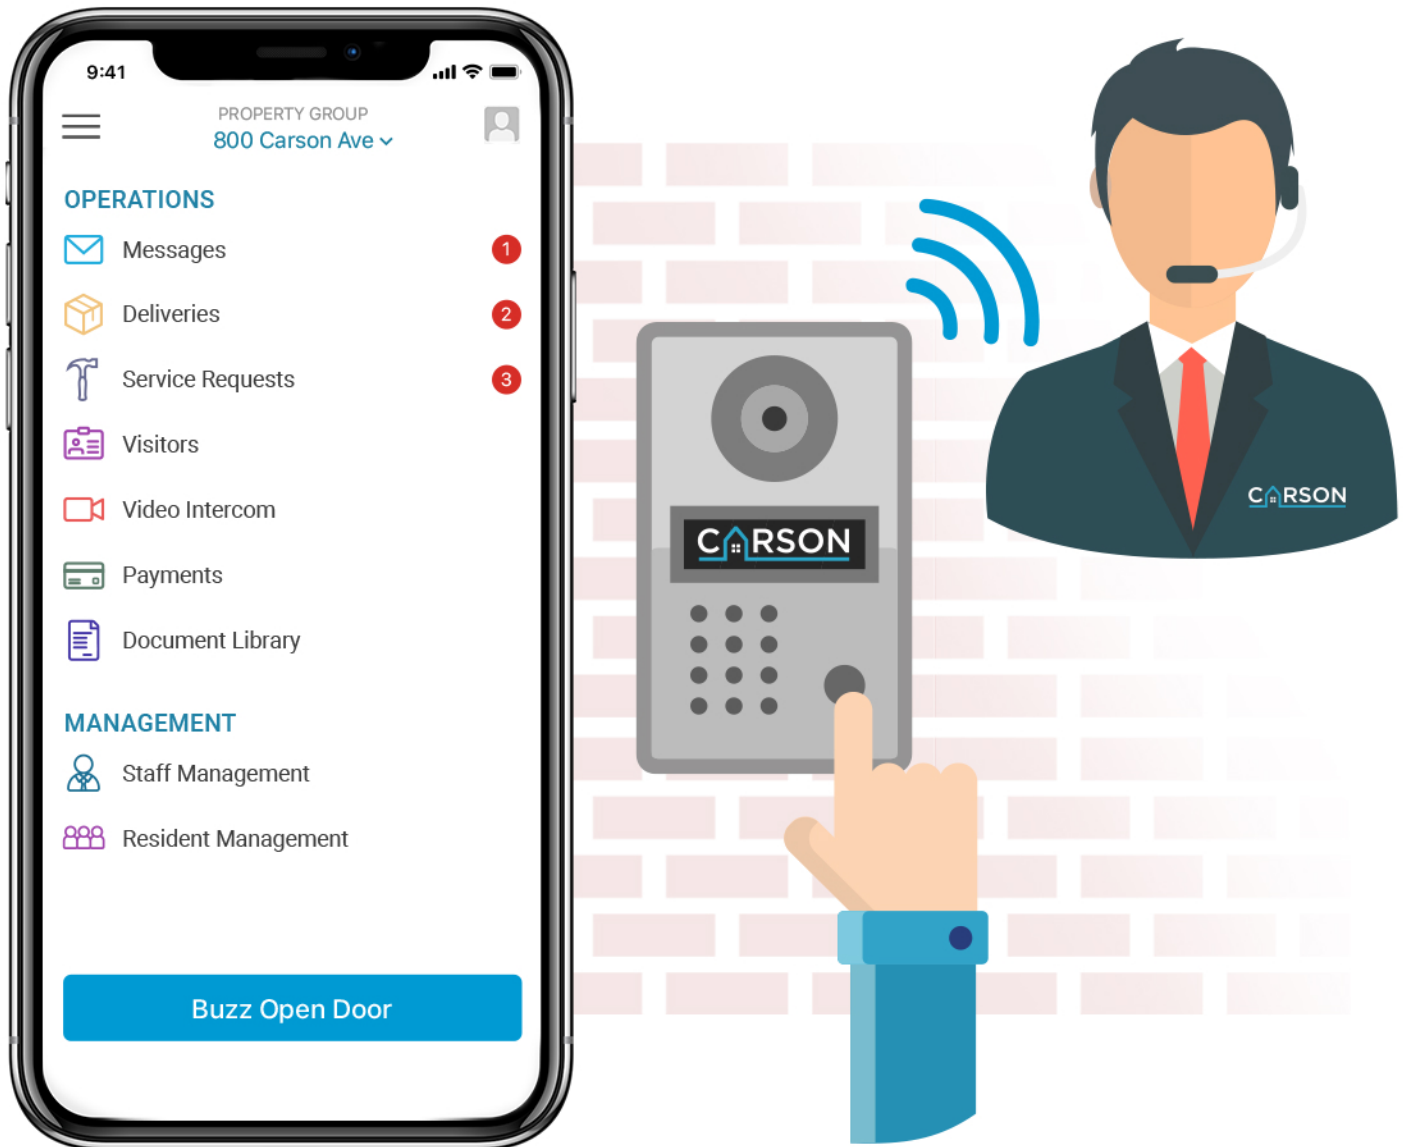 9:41
PROPERTY GROUP
800 Carson Ave
OPERATIONS
Messages 1
Deliveries 2
Service Requests 3
Visitors
Video Intercom
Payments
Document Library
MANAGEMENT
Staff Management
Resident Management
Buzz Open Door
CARSON
CARSON